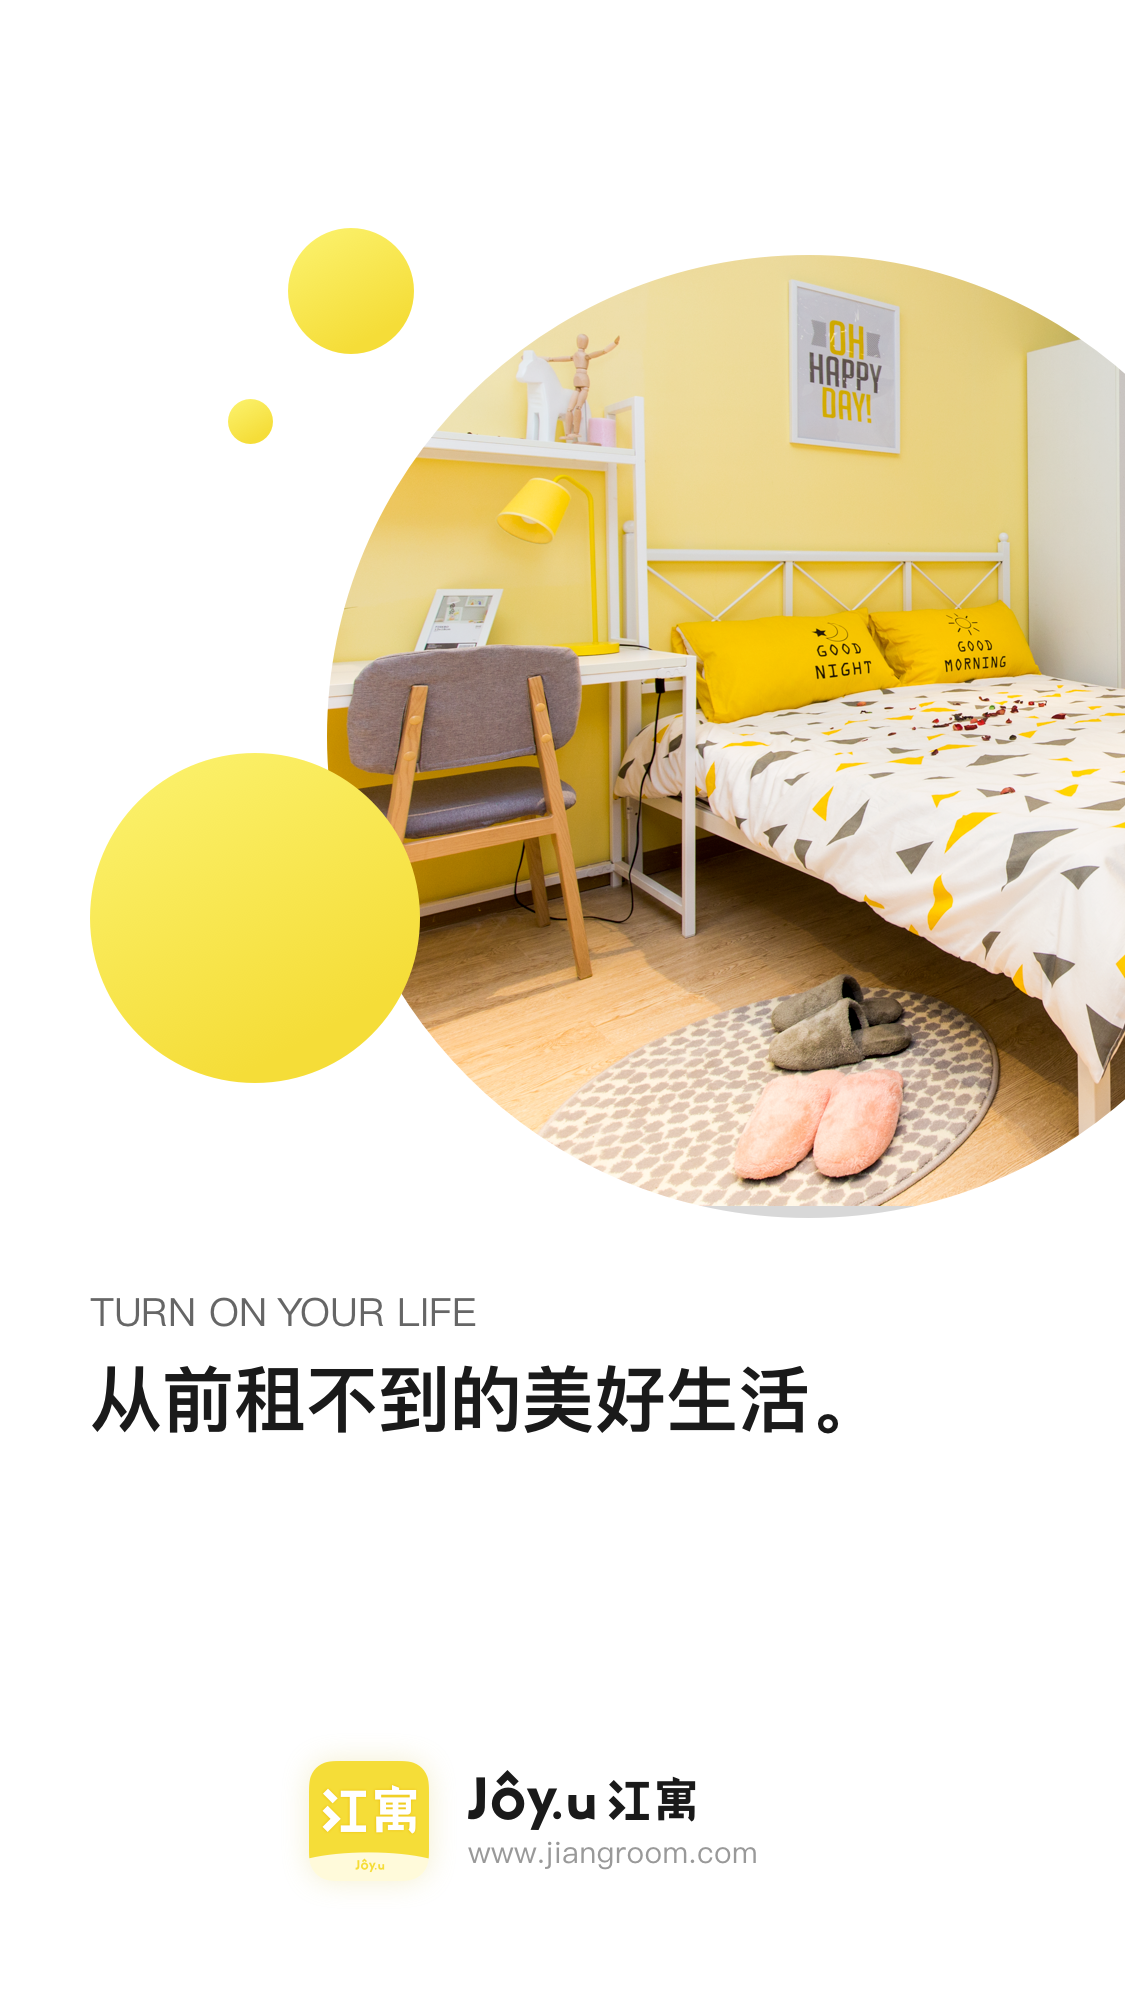 OH
HAPPY
DAY!
GOOD
NIGHT
GOOD
MORNING
TURN ON YOUR LIFE
从前租不到的美好生活。
江寓
Jôy.u
Jôy.u 江寓
www.jiangroom.com